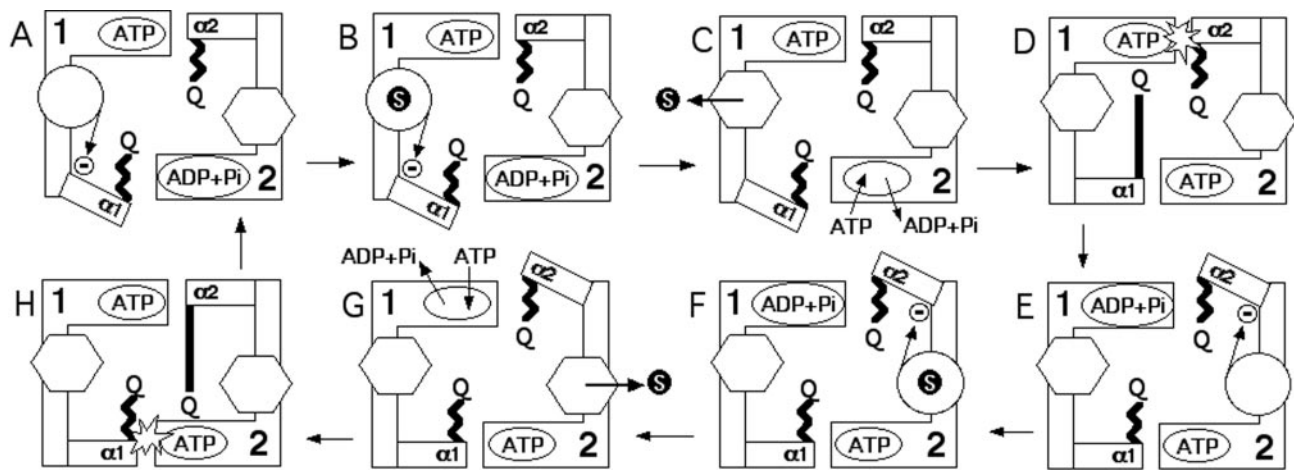 A 1 ATP α2 Q Q ⊖ α1 ADP+Pi 2
B 1 ATP α2 Q S Q ⊖ α1 ADP+Pi 2
C 1 ATP α2 Q S Q α1 2 ATP ADP+Pi
D 1 ATP α2 Q Q α1 ATP 2
H 1 ATP α2 Q Q α1 ATP 2
G ADP+Pi ATP 1 α2 Q S Q α1 ATP 2
F 1 ADP+Pi α2 ⊖ Q S Q α1 ATP 2
E 1 ADP+Pi α2 ⊖ Q Q α1 ATP 2